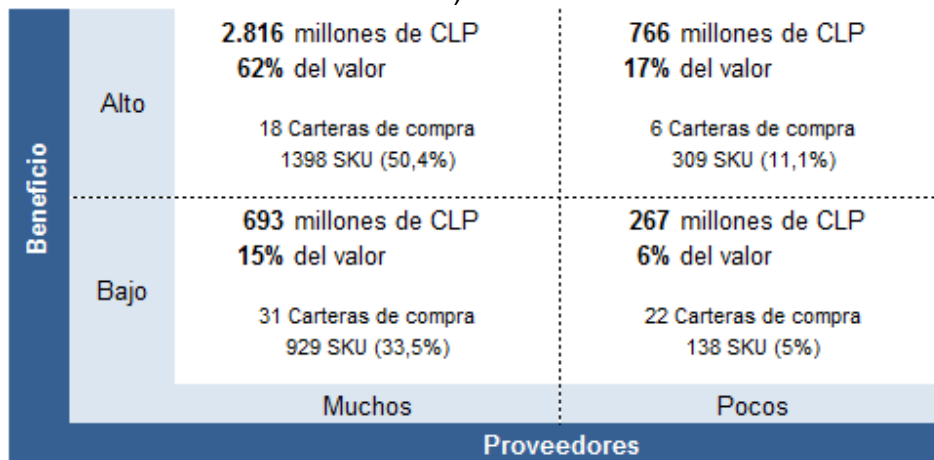 2.816 millones de CLP
62% del valor
18 Carteras de compra
1398 SKU (50,4%)
766 millones de CLP
17% del valor
6 Carteras de compra
309 SKU (11,1%)
Alto
Beneficio
693 millones de CLP
15% del valor
31 Carteras de compra
929 SKU (33,5%)
267 millones de CLP
6% del valor
22 Carteras de compra
138 SKU (5%)
Bajo
Muchos
Pocos
Proveedores